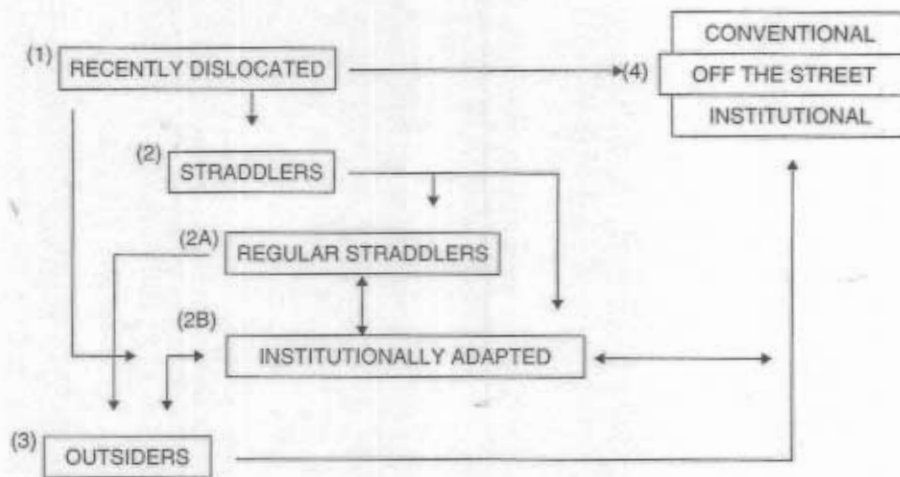 CONVENTIONAL
(1) RECENTLY DISLOCATED
(4) OFF THE STREET
INSTITUTIONAL
(2) STRADDLERS
(2A) REGULAR STRADDLERS
(2B) INSTITUTIONALLY ADAPTED
(3) OUTSIDERS